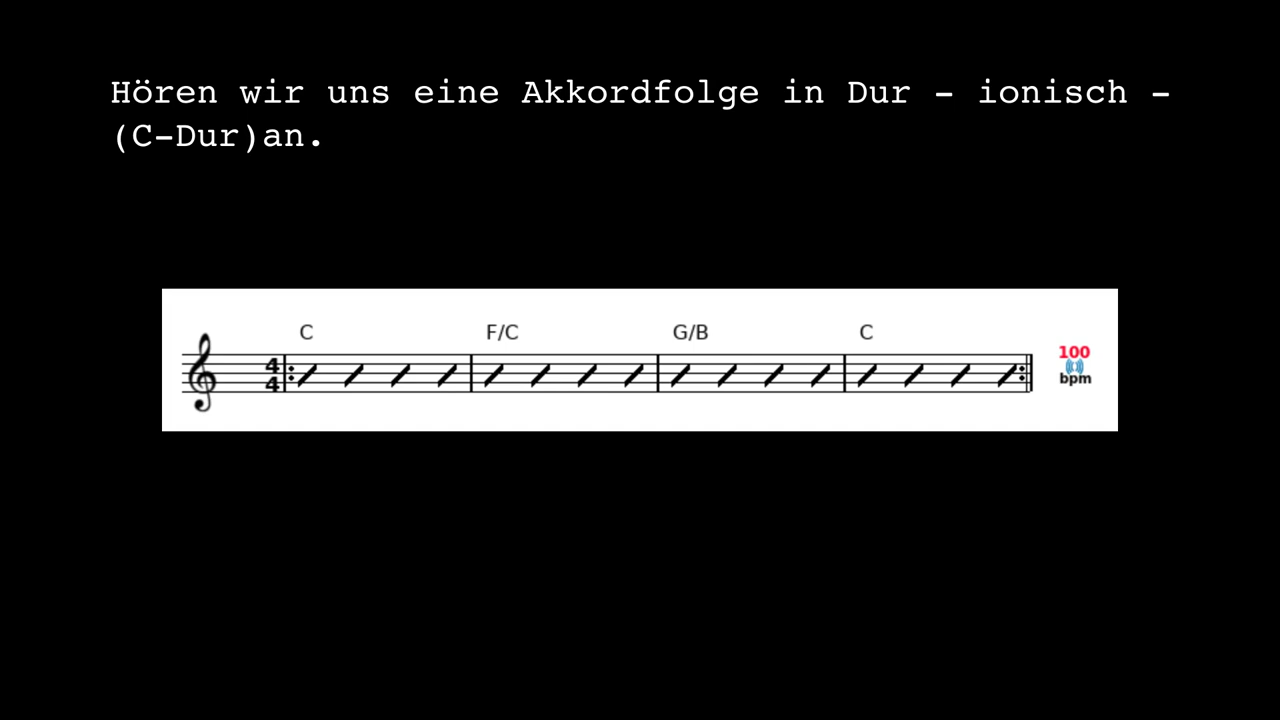 Hören wir uns eine Akkordfolge in Dur - ionisch -
(C-Dur)an.
C F/C G/B C
4
4
100
bpm